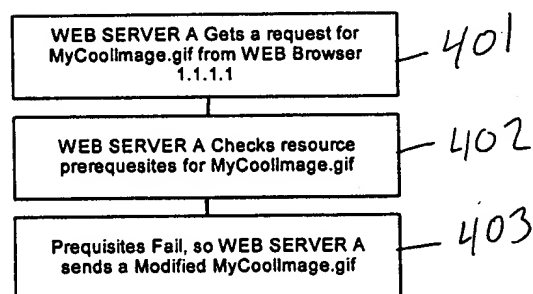 WEB SERVER A Gets a request for
MyCoolImage.gif from WEB Browser
1.1.1.1
401
WEB SERVER A Checks resource
prerequesites for MyCoolImage.gif
402
Prequisites Fail, so WEB SERVER A
sends a Modified MyCoolImage.gif
403